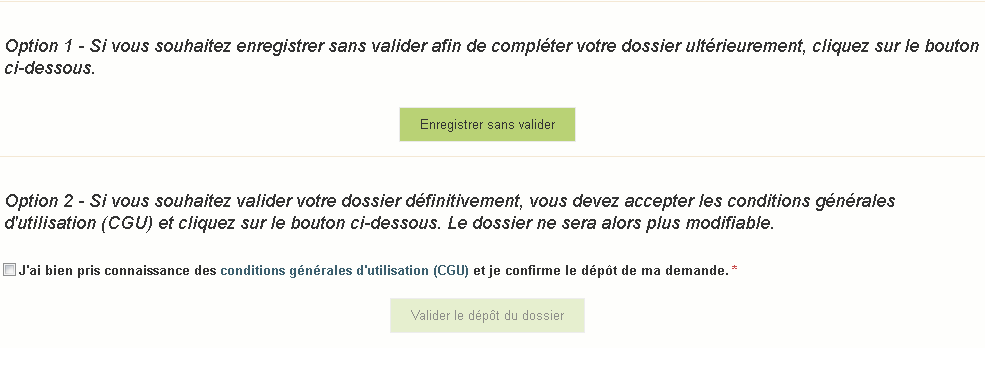 Option 1 - Si vous souhaitez enregistrer sans valider afin de compléter votre dossier ultérieurement, cliquez sur le bouton
ci-dessous.
Enregistrer sans valider
Option 2 - Si vous souhaitez valider votre dossier définitivement, vous devez accepter les conditions générales
d'utilisation (CGU) et cliquez sur le bouton ci-dessous. Le dossier ne sera alors plus modifiable.
J'ai bien pris connaissance des conditions générales d'utilisation (CGU) et je confirme le dépôt de ma demande. *
Valider le dépôt du dossier